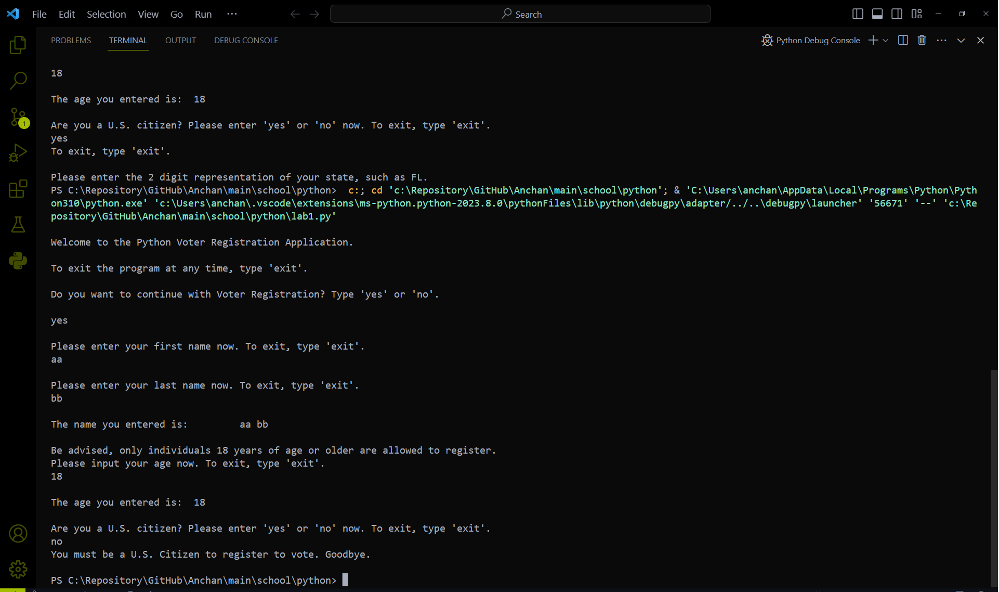 File Edit Selection View Go Run ··· Search
PROBLEMS TERMINAL OUTPUT DEBUG CONSOLE Python Debug Console
18
The age you entered is:  18
Are you a U.S. citizen? Please enter 'yes' or 'no' now. To exit, type 'exit'.
yes
To exit, type 'exit'.
1
Please enter the 2 digit representation of your state, such as FL.
PS C:\Repository\GitHub\Anchan\main\school\python>  c:; cd 'c:\Repository\GitHub\Anchan\main\school\python'; & 'C:\Users\anchan\AppData\Local\Programs\Python\Pyth
on310\python.exe' 'c:\Users\anchan\.vscode\extensions\ms-python.python-2023.8.0\pythonFiles\lib\python\debugpy\adapter/../..\debugpy\launcher' '56671' '--' 'c:\Re
pository\GitHub\Anchan\main\school\python\lab1.py'
Welcome to the Python Voter Registration Application.
To exit the program at any time, type 'exit'.
Do you want to continue with Voter Registration? Type 'yes' or 'no'.
yes
Please enter your first name now. To exit, type 'exit'.
aa
Please enter your last name now. To exit, type 'exit'.
bb
The name you entered is:         aa bb
Be advised, only individuals 18 years of age or older are allowed to register.
Please input your age now. To exit, type 'exit'.
18
The age you entered is:  18
Are you a U.S. citizen? Please enter 'yes' or 'no' now. To exit, type 'exit'.
no
You must be a U.S. Citizen to register to vote. Goodbye.
PS C:\Repository\GitHub\Anchan\main\school\python>